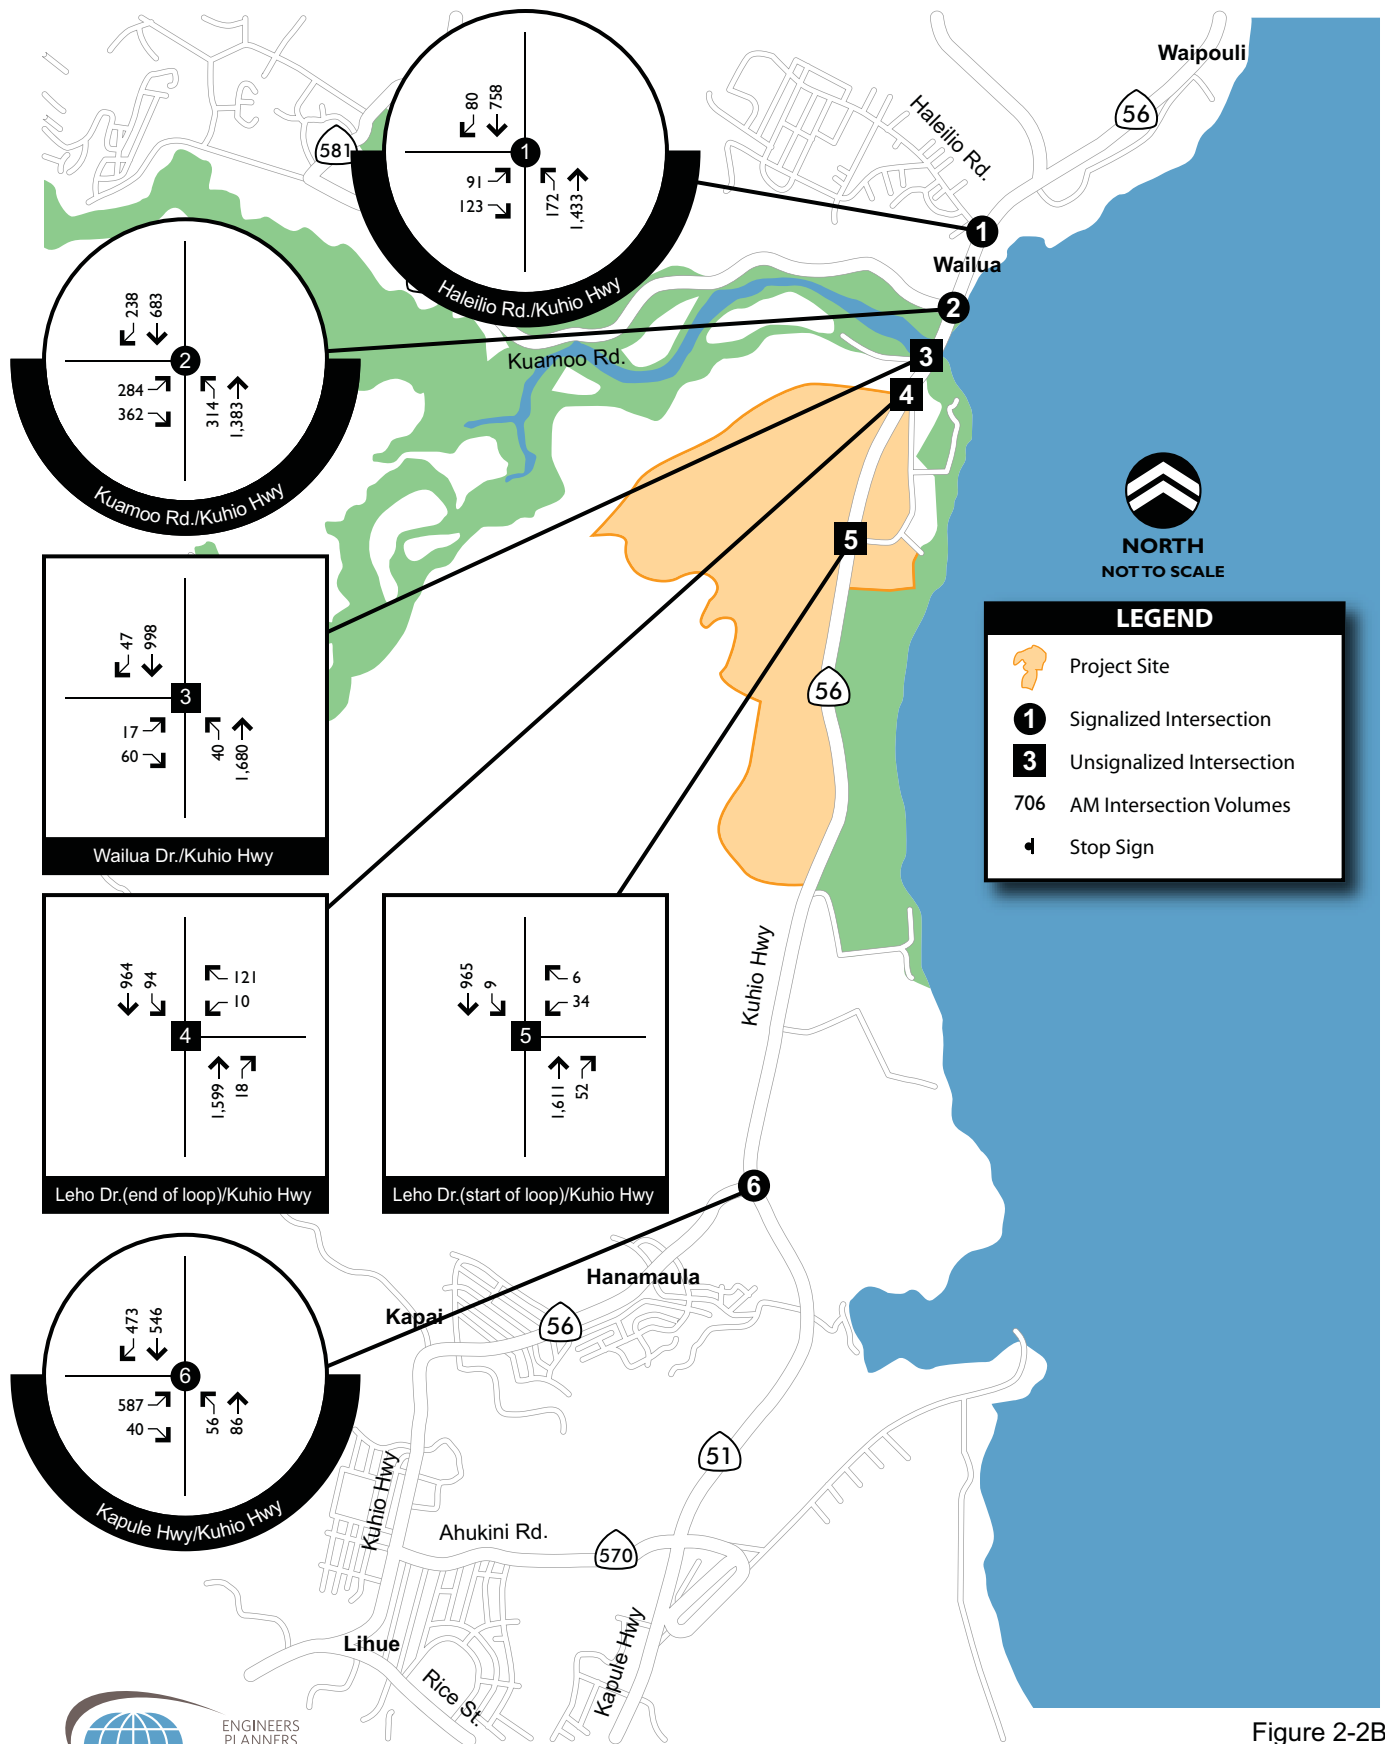 Waipouli
56
Haleilio Rd.
581
80
758
1
91
123
172
1,433
Haleilio Rd./Kuhio Hwy
1
Wailua
2
238
683
2
284
362
314
1,383
Kuamoo Rd./Kuhio Hwy
Kuamoo Rd.
3
4
5
NORTH
NOT TO SCALE
LEGEND
Project Site
1 Signalized Intersection
3 Unsignalized Intersection
706 AM Intersection Volumes
Stop Sign
47
998
3
17
60
40
1,680
Wailua Dr./Kuhio Hwy
56
964
94
121
10
4
1,599
18
Leho Dr.(end of loop)/Kuhio Hwy
965
9
6
34
5
1,611
52
Leho Dr.(start of loop)/Kuhio Hwy
Kuhio Hwy
6
473
546
6
587
40
56
86
Kapule Hwy/Kuhio Hwy
Hanamaula
Kapai
56
51
Kuhio Hwy
Ahukini Rd.
570
Kapule Hwy
Lihue
Rice St.
ENGINEERS
PLANNERS
Figure 2-2B